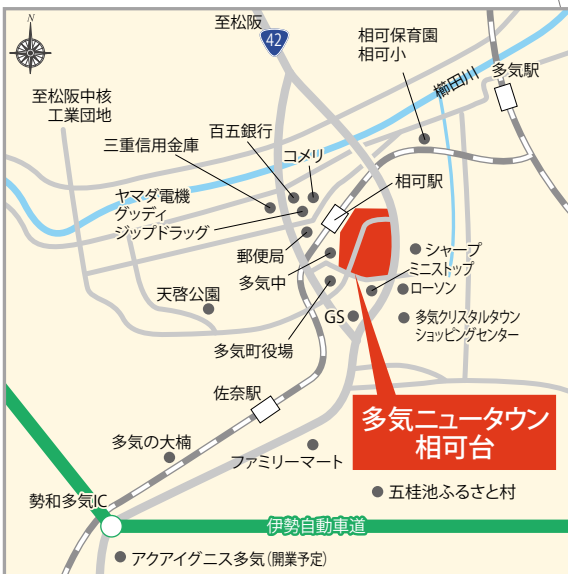 N
至松阪
42
相可保育園
相可小
多気駅
櫛田川
至松阪中核
工業団地
百五銀行
三重信用金庫
コメリ
相可駅
ヤマダ電機
グッディ
ジップドラッグ
郵便局
多気中
シャープ
ミニストップ
ローソン
天啓公園
GS
多気クリスタルタウン
ショッピングセンター
多気町役場
佐奈駅
多気ニュータウン
相可台
多気の大楠
ファミリーマート
五桂池ふるさと村
勢和多気IC
伊勢自動車道
アクアイグニス多気(開業予定)